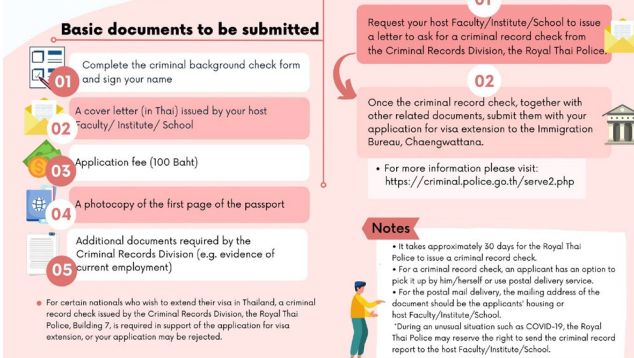 Basic documents to be submitted
01
Complete the criminal background check form
and sign your name
02
A cover letter (in Thai) issued by your host
Faculty/ Institute/ School
03
Application fee (100 Baht)
04
A photocopy of the first page of the passport
05
Additional documents required by the
Criminal Records Division (e.g. evidence of
current employment)
For certain nationals who wish to extend their visa in Thailand, a criminal
record check issued by the Criminal Records Division, the Royal Thai
Police, Building 7, is required in support of the application for visa
extension, or your application may be rejected.
01
Request your host Faculty/Institute/School to issue
a letter to ask for a criminal record check from
the Criminal Records Division, the Royal Thai Police.
02
Once the criminal record check, together with
other related documents, submit them with your
application for visa extension to the Immigration
Bureau, Chaengwattana.
• For more information please visit:
https://criminal.police.go.th/serve2.php
Notes
• It takes approximately 30 days for the Royal Thai
Police to issue a criminal record check.
• For a criminal record check, an applicant has an option to
pick it up by him/herself or use postal delivery service.
• For the postal mail delivery, the mailing address of the
document should be the applicants' housing or
host Faculty/Institute/School.
*During an unusual situation such as COVID-19, the Royal
Thai Police may reserve the right to send the criminal record
report to the host Faculty/Institute/School.